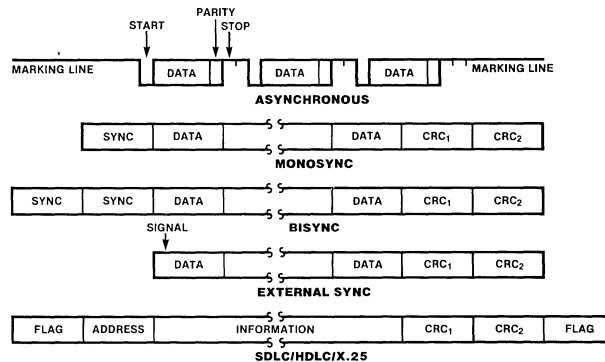 PARITY
START STOP
MARKING LINE DATA DATA DATA MARKING LINE
ASYNCHRONOUS
SYNC DATA DATA CRC₁ CRC₂
MONOSYNC
SYNC SYNC DATA DATA CRC₁ CRC₂
BISYNC
SIGNAL
DATA DATA CRC₁ CRC₂
EXTERNAL SYNC
FLAG ADDRESS INFORMATION CRC₁ CRC₂ FLAG
SDLC/HDLC/X.25